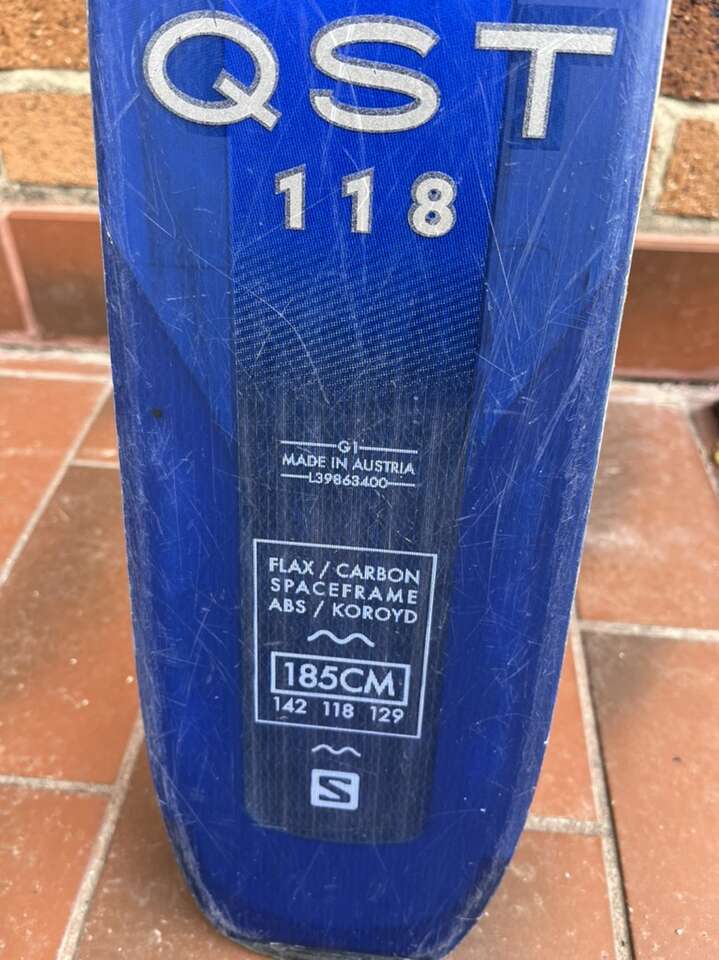 QST
118
G1
MADE IN AUSTRIA
L39863400
FLAX / CARBON
SPACEFRAME
ABS / KOROYD
185CM
142 118 129
S